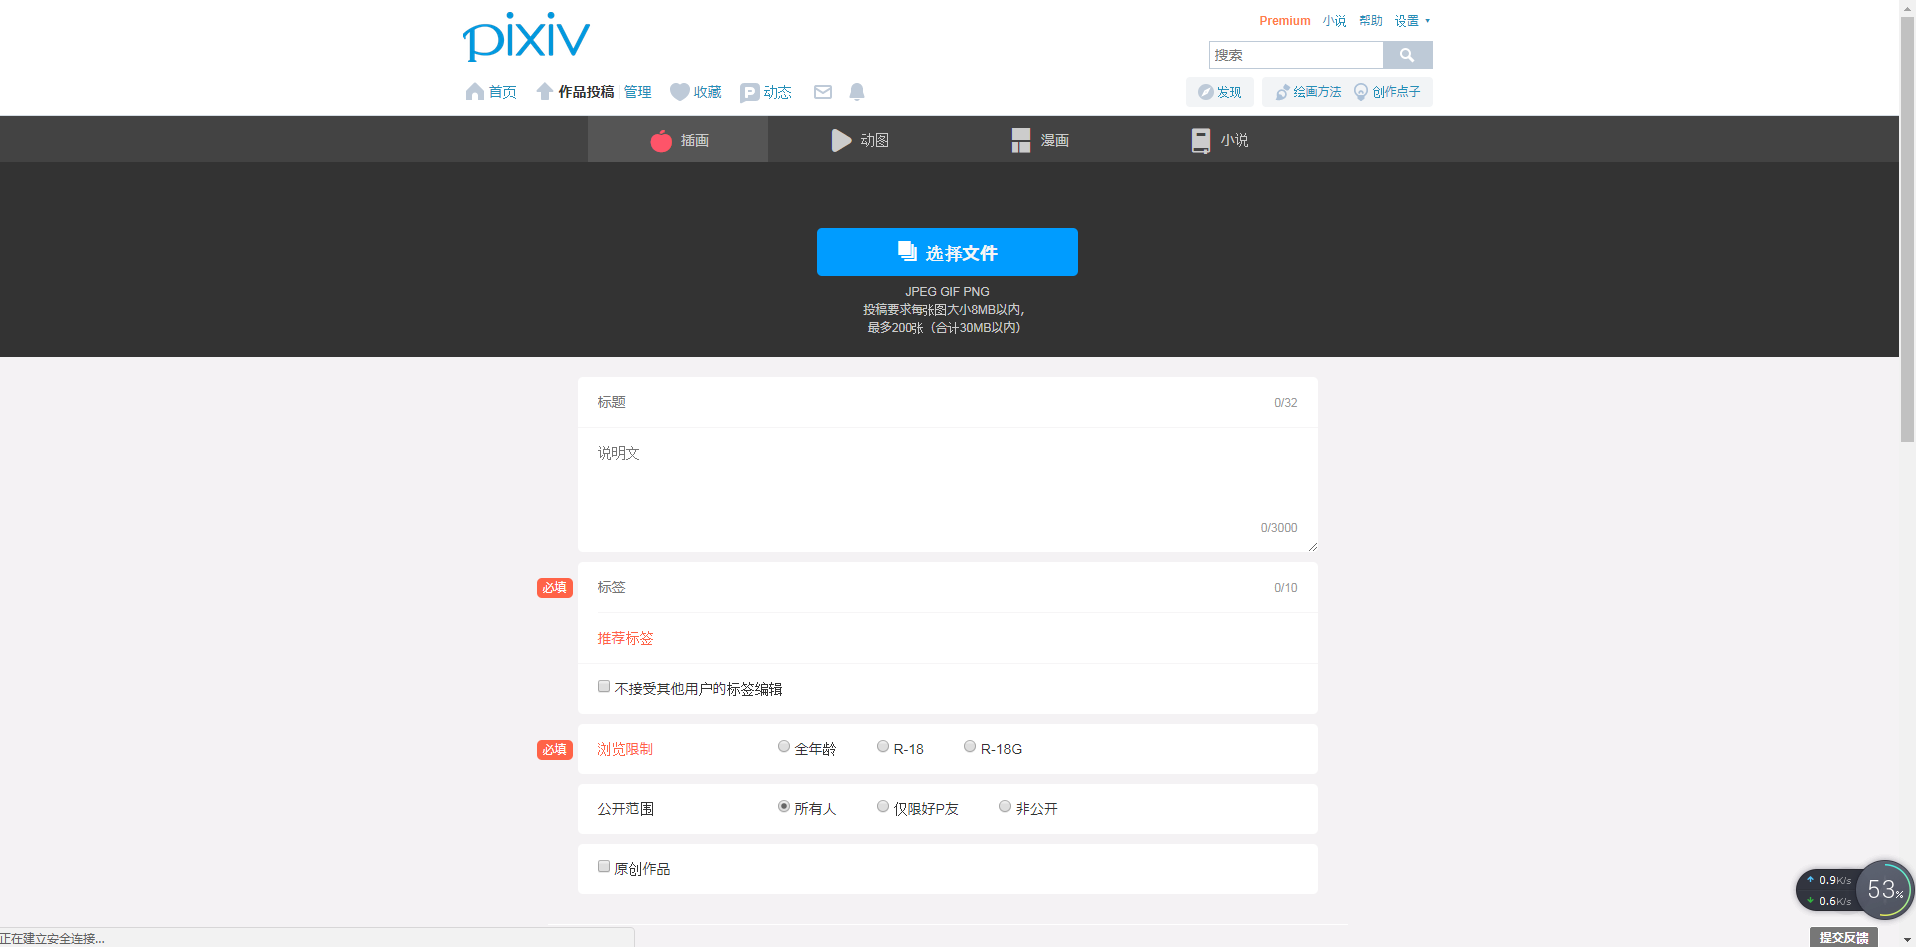 pixiv
Premium 小说 帮助 设置
搜索
首页 作品投稿 管理 收藏 动态 发现 绘画方法 创作点子
插画 动图 漫画 小说
选择文件
JPEG GIF PNG
投稿要求每张图大小8MB以内，
最多200张（合计30MB以内）
标题 0/32
说明文
0/3000
必填 标签 0/10
推荐标签
不接受其他用户的标签编辑
必填 浏览限制 全年龄 R-18 R-18G
公开范围 所有人 仅限好P友 非公开
原创作品
0.9K/s
0.6K/s
53%
正在建立安全连接...
提交反馈